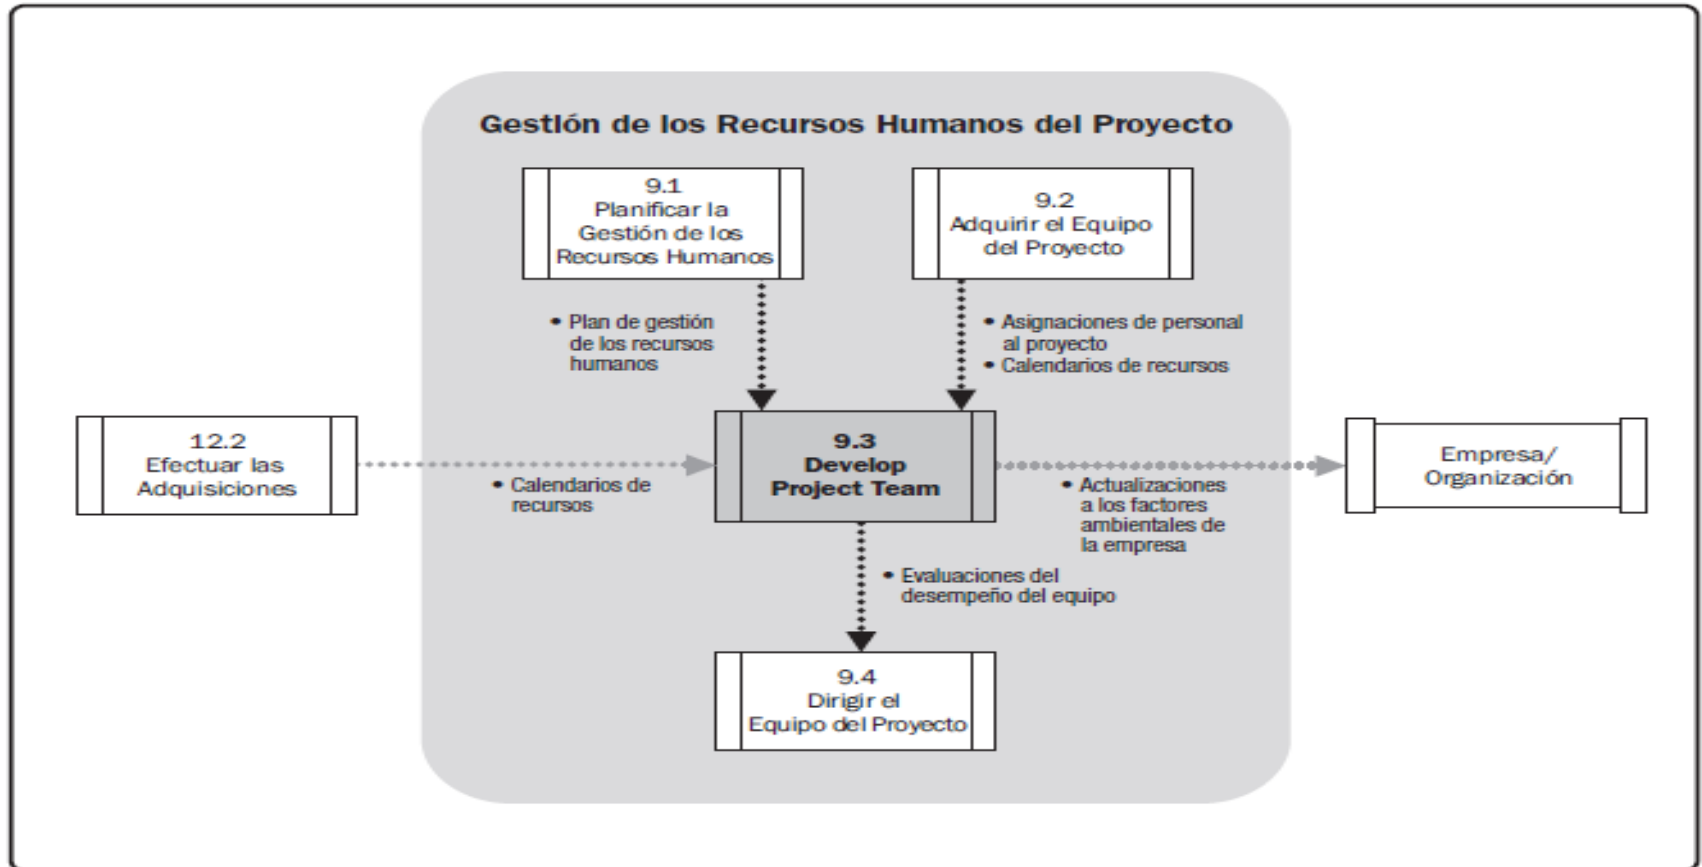 Gestión de los Recursos Humanos del Proyecto
9.1
Planificar la
Gestión de los
Recursos Humanos
9.2
Adquirir el Equipo
del Proyecto
• Plan de gestión
de los recursos
humanos
• Asignaciones de personal
al proyecto
• Calendarios de recursos
12.2
Efectuar las
Adquisiciones
• Calendarios de
recursos
9.3
Develop
Project Team
• Actualizaciones
a los factores
ambientales de
la empresa
Empresa/
Organización
• Evaluaciones del
desempeño del equipo
9.4
Dirigir el
Equipo del Proyecto